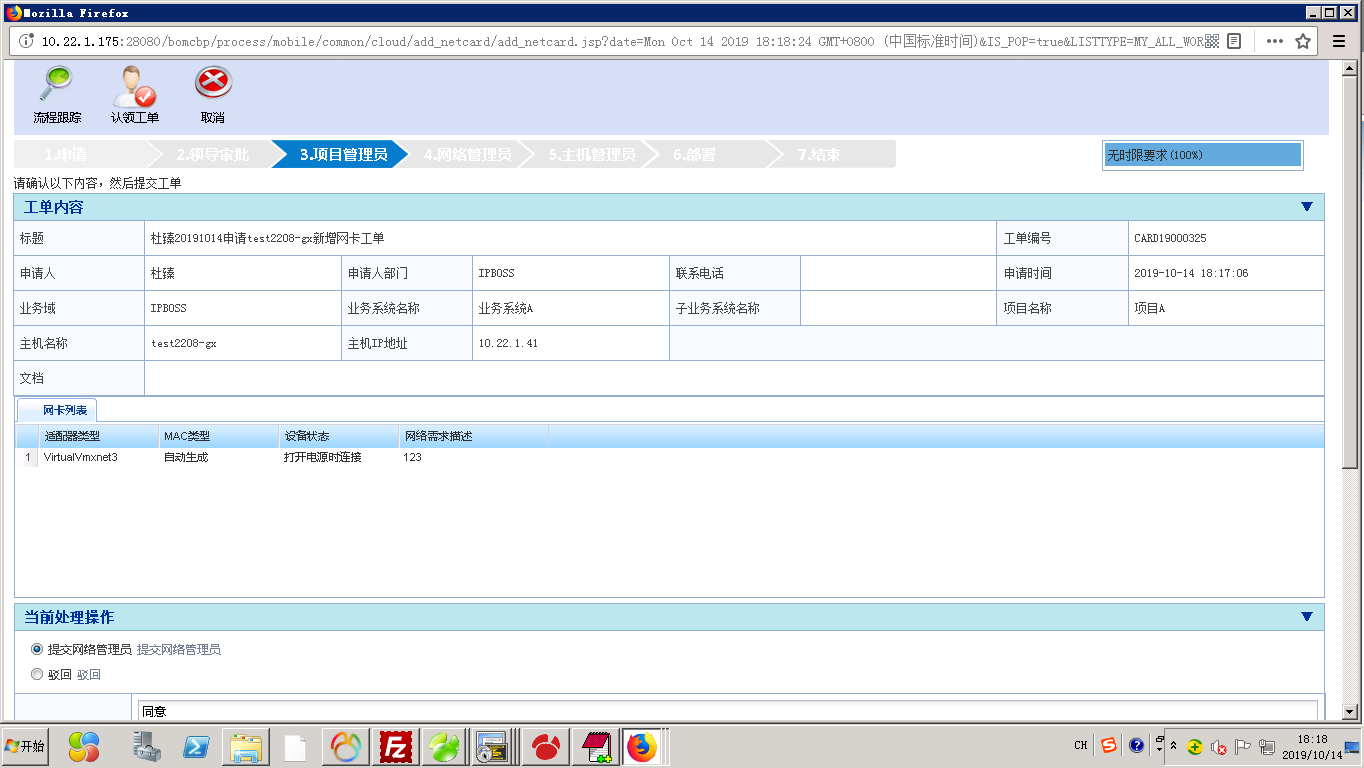 Mozilla Firefox
10.22.1.175:28080/bomcbp/process/mobile/common/cloud/add_netcard/add_netcard.jsp?date=Mon Oct 14 2019 18:18:24 GMT+0800 (中国标准时间)&IS_POP=true&LISTTYPE=MY_ALL_WOR
流程跟踪 认领工单 取消
1.申请 2.领导审批 3.项目管理员 4.网络管理员 5.主机管理员 6.部署 7.结束
无时限要求(100%)
请确认以下内容，然后提交工单
工单内容
标题 杜臻20191014申请test2208-gx新增网卡工单 工单编号 CARD19000325
申请人 杜臻 申请人部门 IPBOSS 联系电话 申请时间 2019-10-14 18:17:06
业务域 IPBOSS 业务系统名称 业务系统A 子业务系统名称 项目名称 项目A
主机名称 test2208-gx 主机IP地址 10.22.1.41
文档
网卡列表
适配器类型 MAC类型 设备状态 网络需求描述
1 VirtualVmxnet3 自动生成 打开电源时连接 123
当前处理操作
提交网络管理员 提交网络管理员
驳回 驳回
同意
开始 CH 18:18
2019/10/14